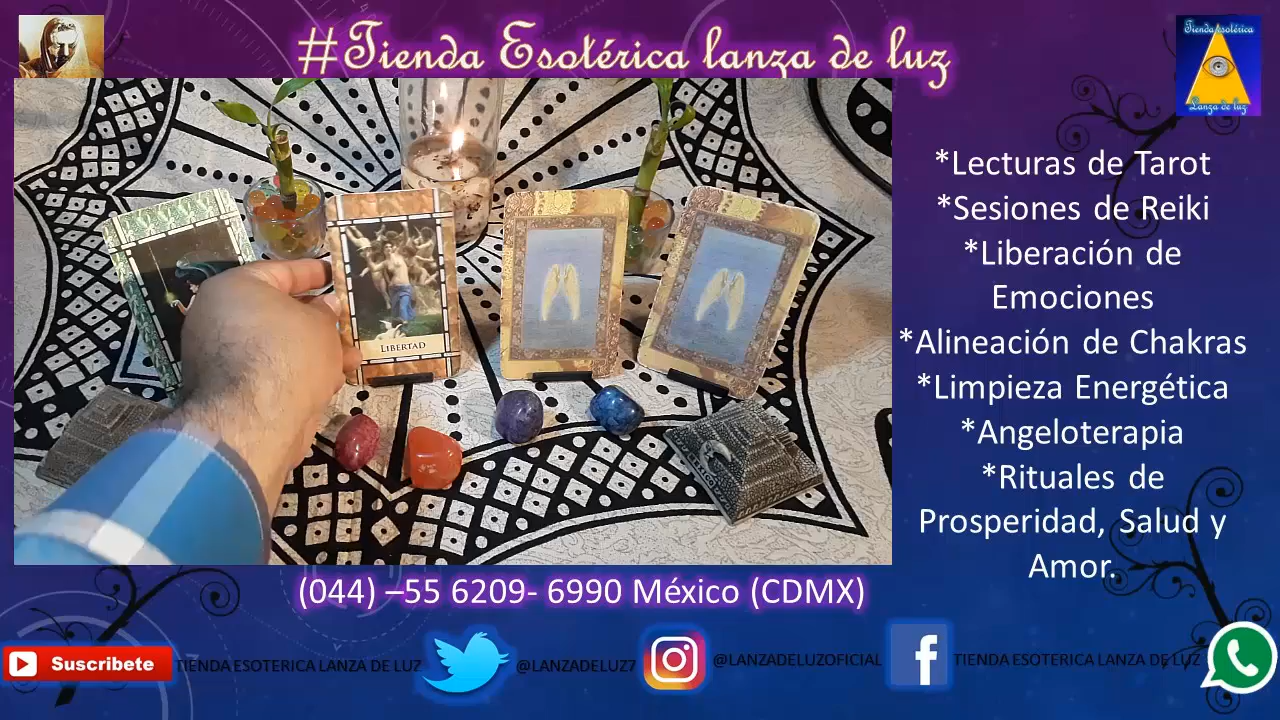 #Tienda Esotérica lanza de luz
Tienda Esotérica
Lanza de luz
LIBERTAD
*Lecturas de Tarot
*Sesiones de Reiki
*Liberación de
Emociones
*Alineación de Chakras
*Limpieza Energética
*Angeloterapia
*Rituales de
Prosperidad, Salud y
Amor.
(044) –55 6209- 6990 México (CDMX)
Suscribete
TIENDA ESOTERICA LANZA DE LUZ
@LANZADELUZ7
@LANZADELUZOFICIAL
TIENDA ESOTERICA LANZA DE LUZ